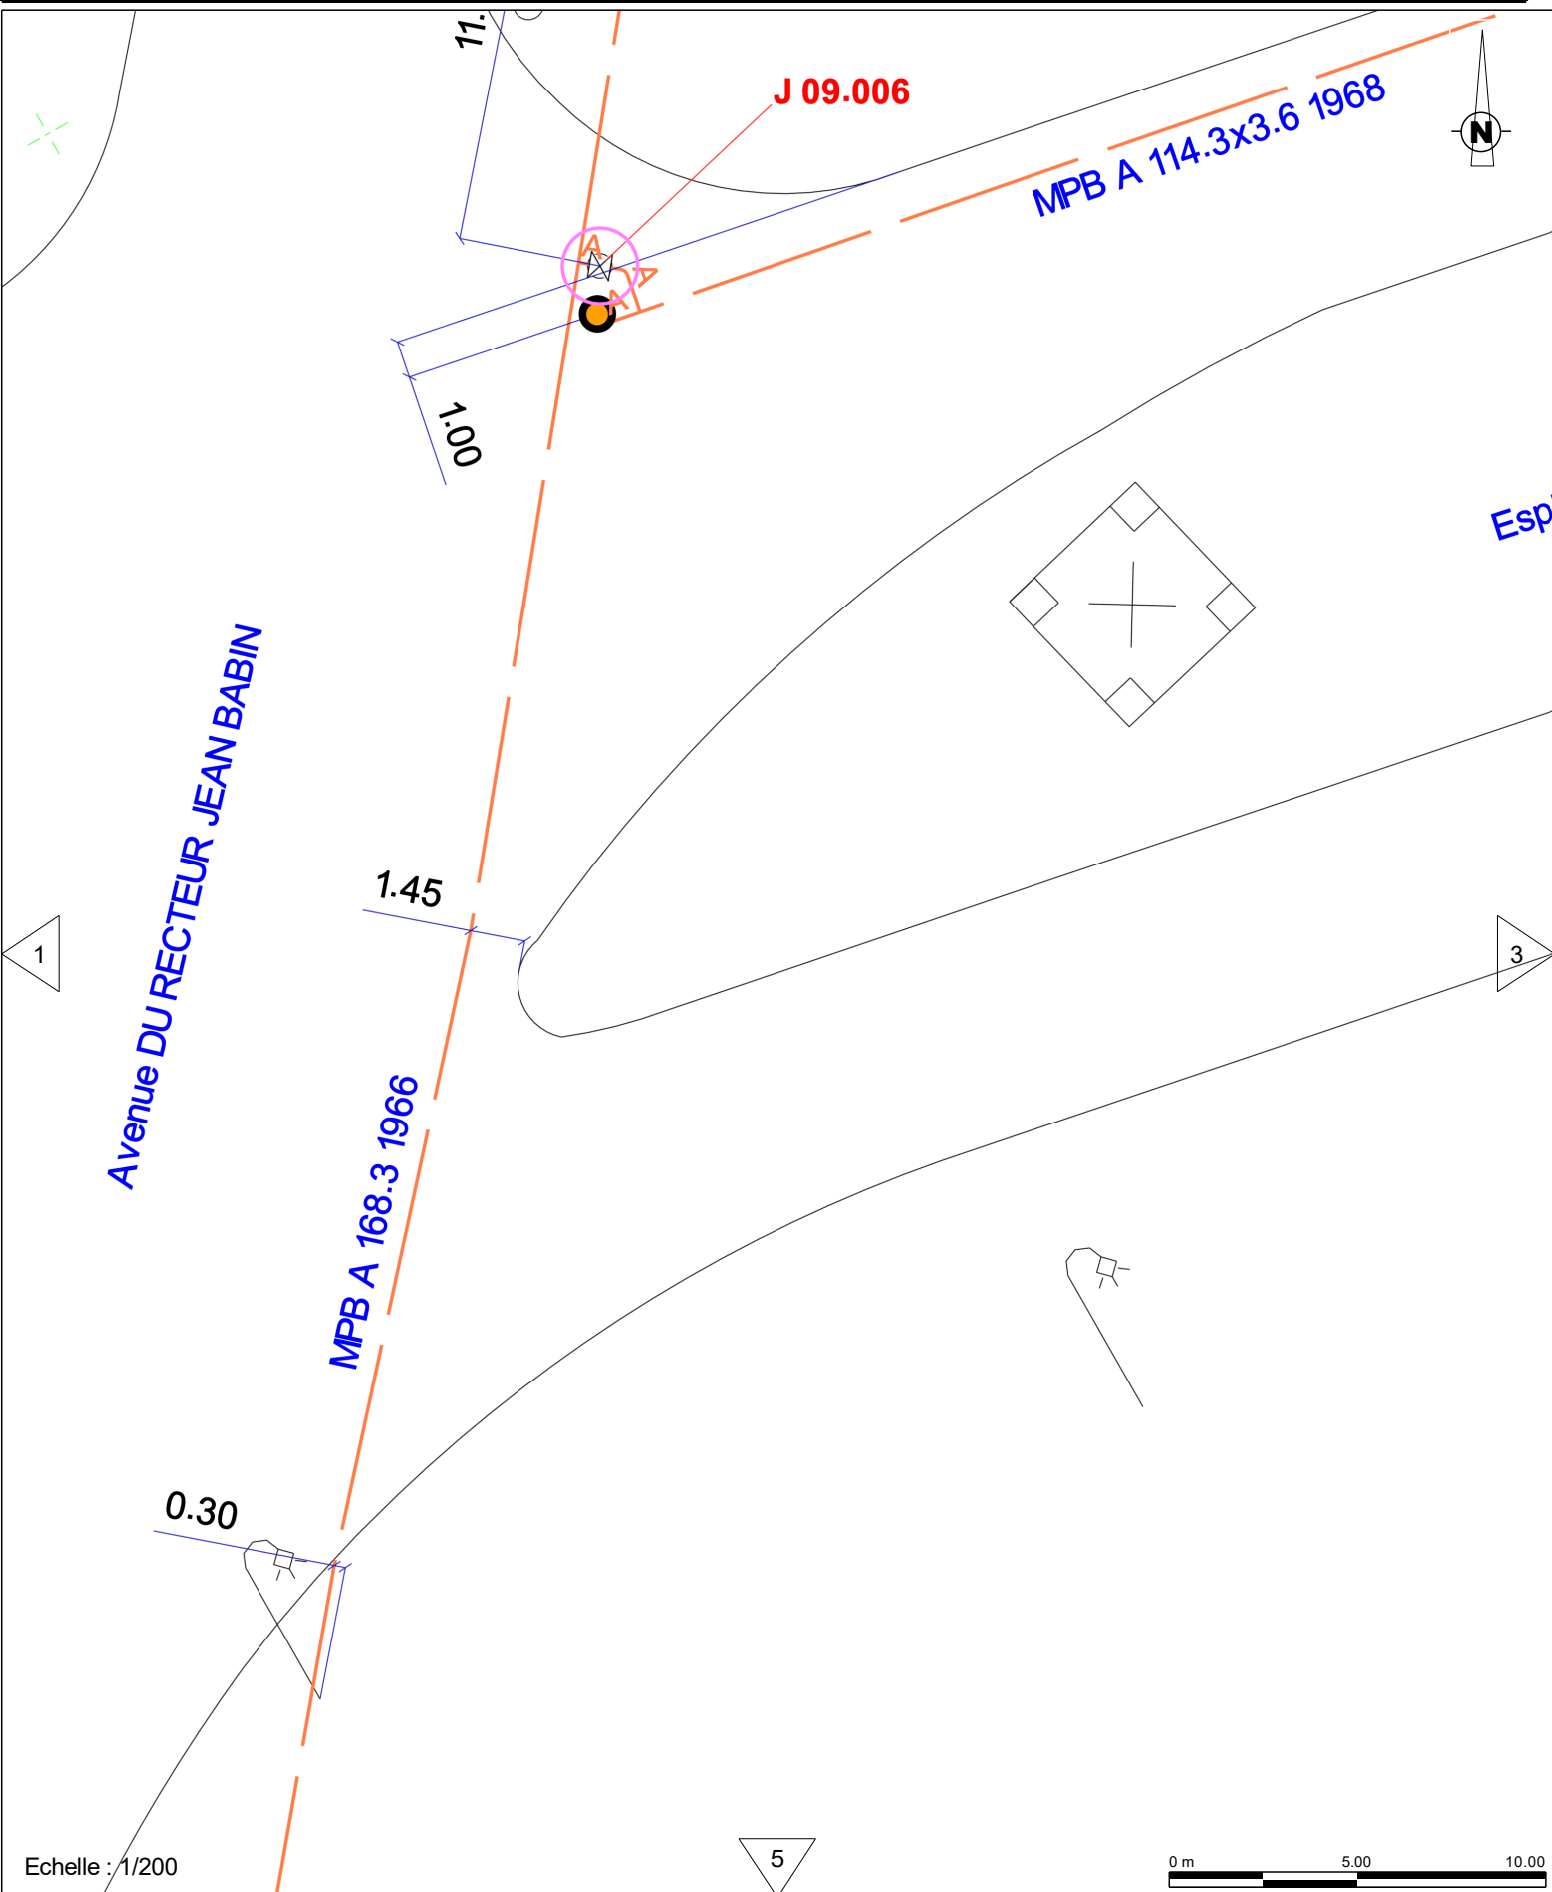 11.
J 09.006
MPB A 114.3x3.6 1968
N
A
A
A
1.00
Esp
Avenue DU RECTEUR JEAN BABIN
1.45
1
3
MPB A 168.3 1966
0.30
Echelle : 1/200
5
0 m 5.00 10.00